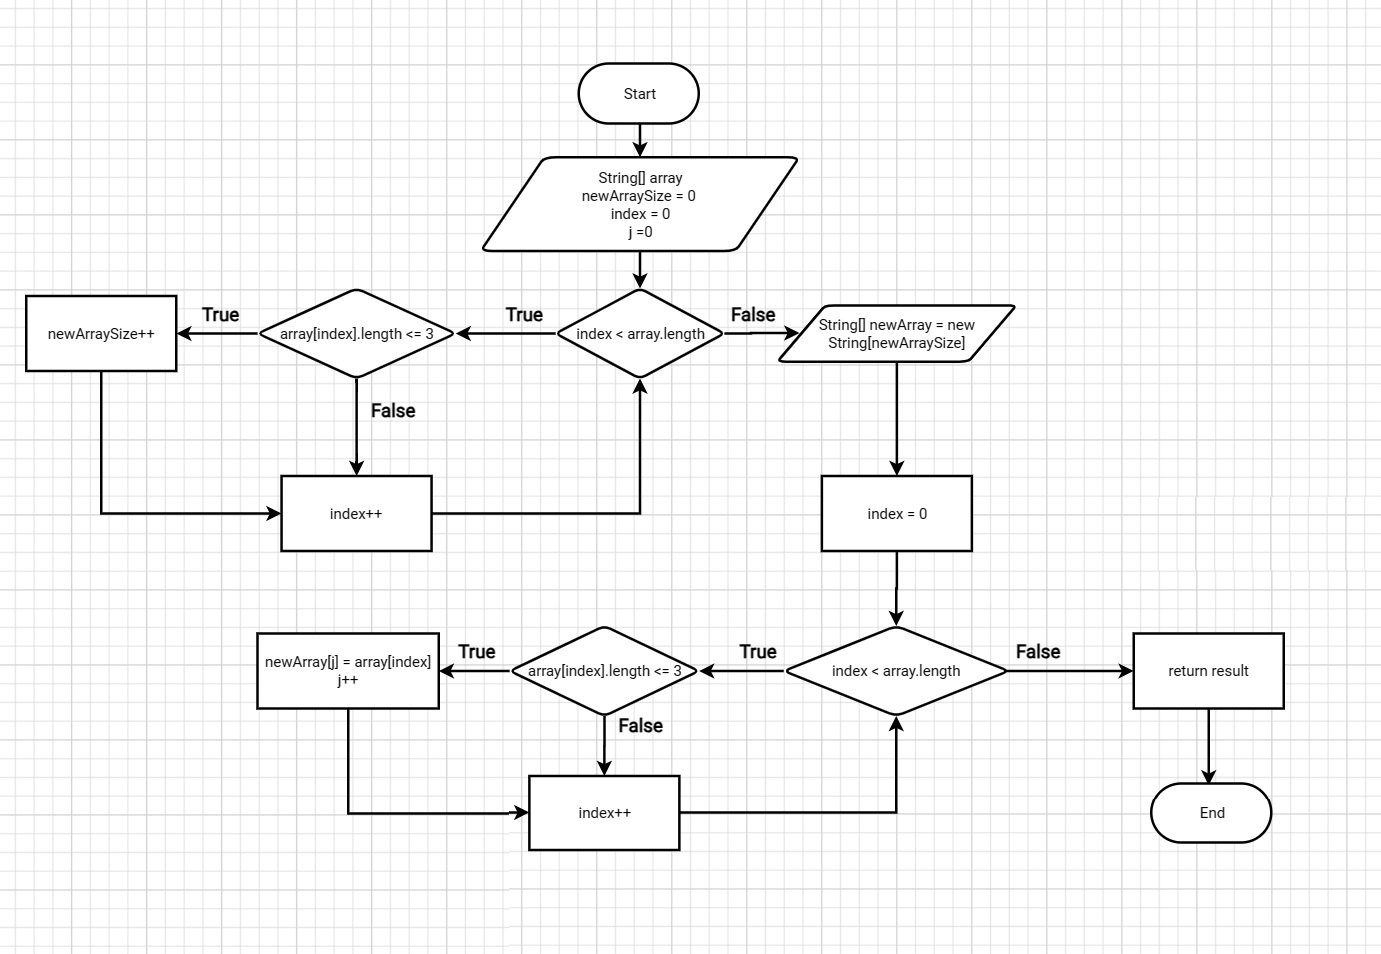 Start
String[] array
newArraySize = 0
index = 0
j =0
newArraySize++
True
array[index].length <= 3
True
index < array.length
False
String[] newArray = new
String[newArraySize]
False
index++
index = 0
newArray[j] = array[index]
j++
True
array[index].length <= 3
True
index < array.length
False
return result
False
index++
End